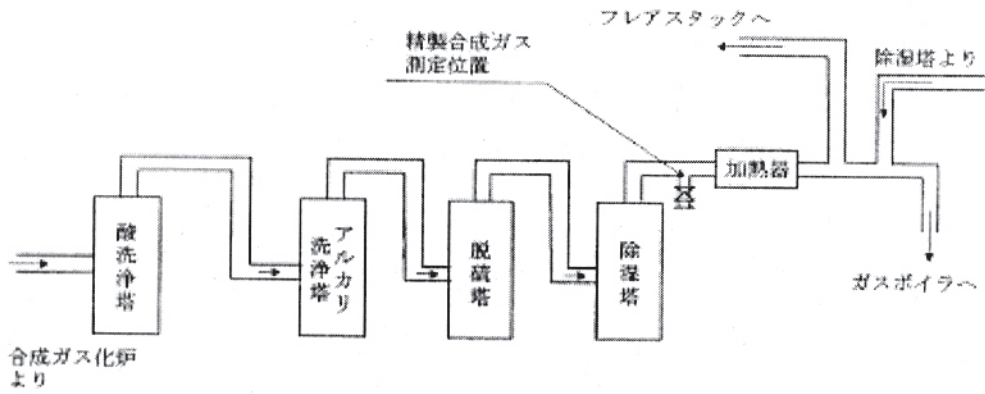 フレアスタックへ
精製合成ガス
測定位置
除湿塔より
加熱器
酸洗浄塔
アルカリ
洗浄塔
脱硫塔
除湿塔
ガスボイラへ
合成ガス化炉
より